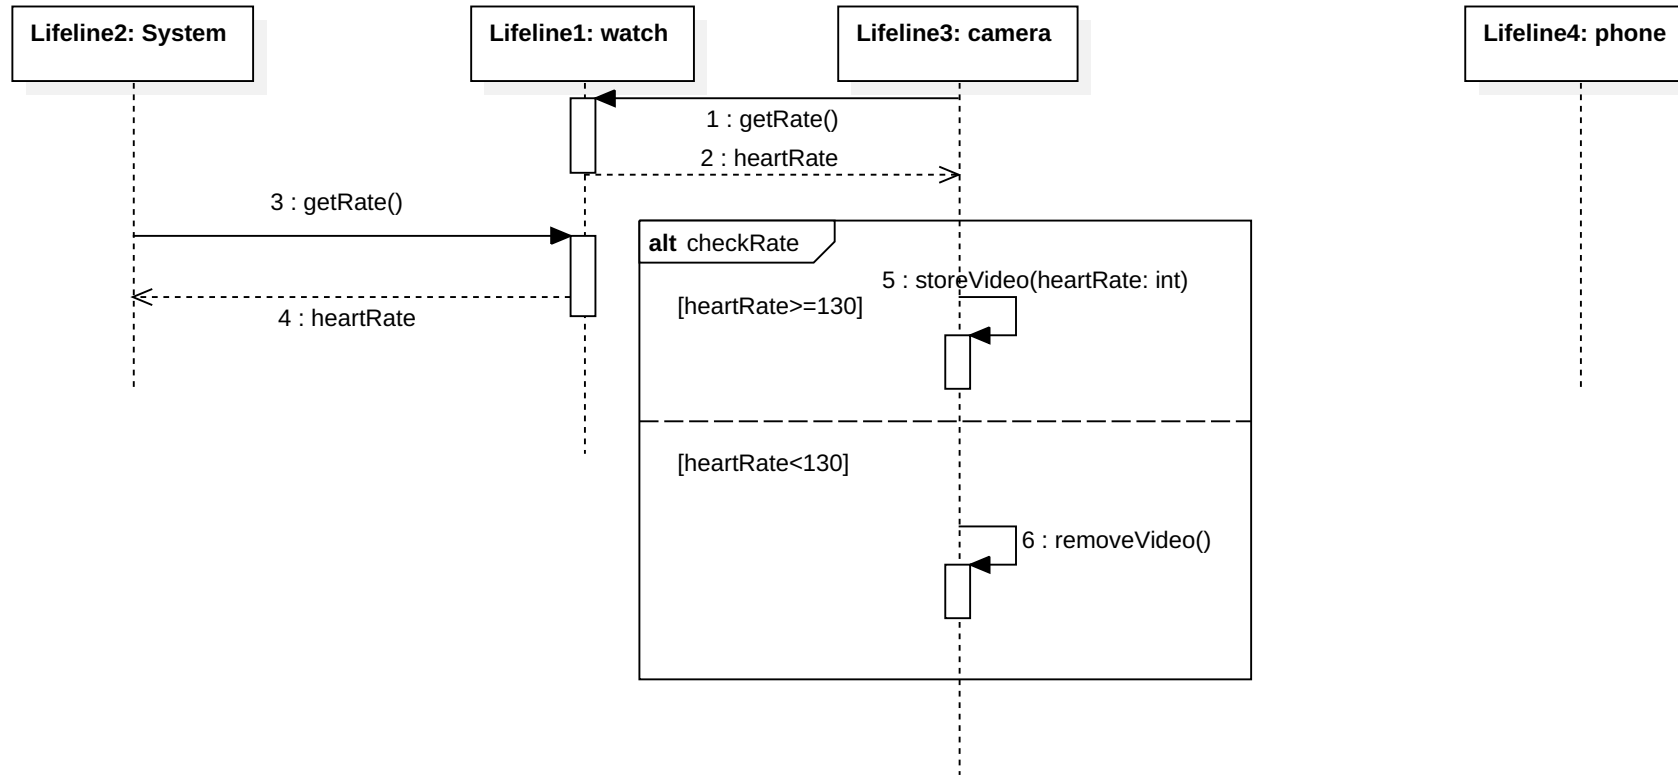 Lifeline2: System
Lifeline1: watch
Lifeline3: camera
Lifeline4: phone
1 : getRate()
2 : heartRate
3 : getRate()
4 : heartRate
alt checkRate
5 : storeVideo(heartRate: int)
[heartRate>=130]
[heartRate<130]
6 : removeVideo()